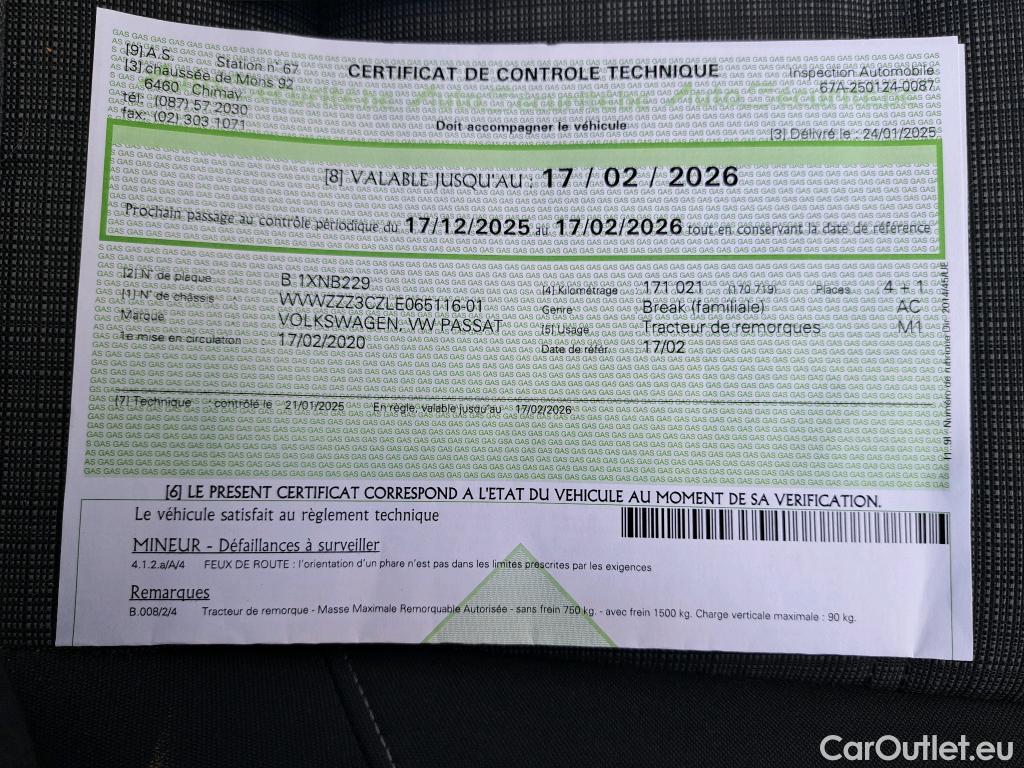 [9] A.S. Station n° 67
[3] chaussée de Mons 92
6460 Chimay
tél: (087) 57 2030
fax: (02) 303 1071
CERTIFICAT DE CONTROLE TECHNIQUE
Doit accompagner le véhicule
Inspection Automobile
67A-250124-0087
[3] Délivré le : 24/01/2025
[8] VALABLE JUSQU'AU : 17 / 02 / 2026
Prochain passage au contrôle périodique du 17/12/2025 au 17/02/2026 tout en conservant la date de référence
[2] N° de plaque B 1XNB229
[1] N° de châssis WVWZZZ3CZLE065116-01
Marque VOLKSWAGEN, VW PASSAT
1e mise en circulation 17/02/2020
[4] Kilométrage 171 021 (170 719) Places 4 + 1
Genre Break (familiale) AC
[5] Usage Tracteur de remorques M1
Date de référ. 17/02
[7] Technique contrôlé le 21/01/2025 En règle, valable jusqu'au 17/02/2026
[6] LE PRESENT CERTIFICAT CORRESPOND A L'ETAT DU VEHICULE AU MOMENT DE SA VERIFICATION.
Le véhicule satisfait au règlement technique
MINEUR - Défaillances à surveiller
4.1.2.a/A/4 FEUX DE ROUTE : l'orientation d'un phare n'est pas dans les limites prescrites par les exigences
Remarques
B.008/2/4 Tracteur de remorque - Masse Maximale Remorquable Autorisée - sans frein 750 kg. - avec frein 1500 kg. Charge verticale maximale : 90 kg.
CarOutlet.eu